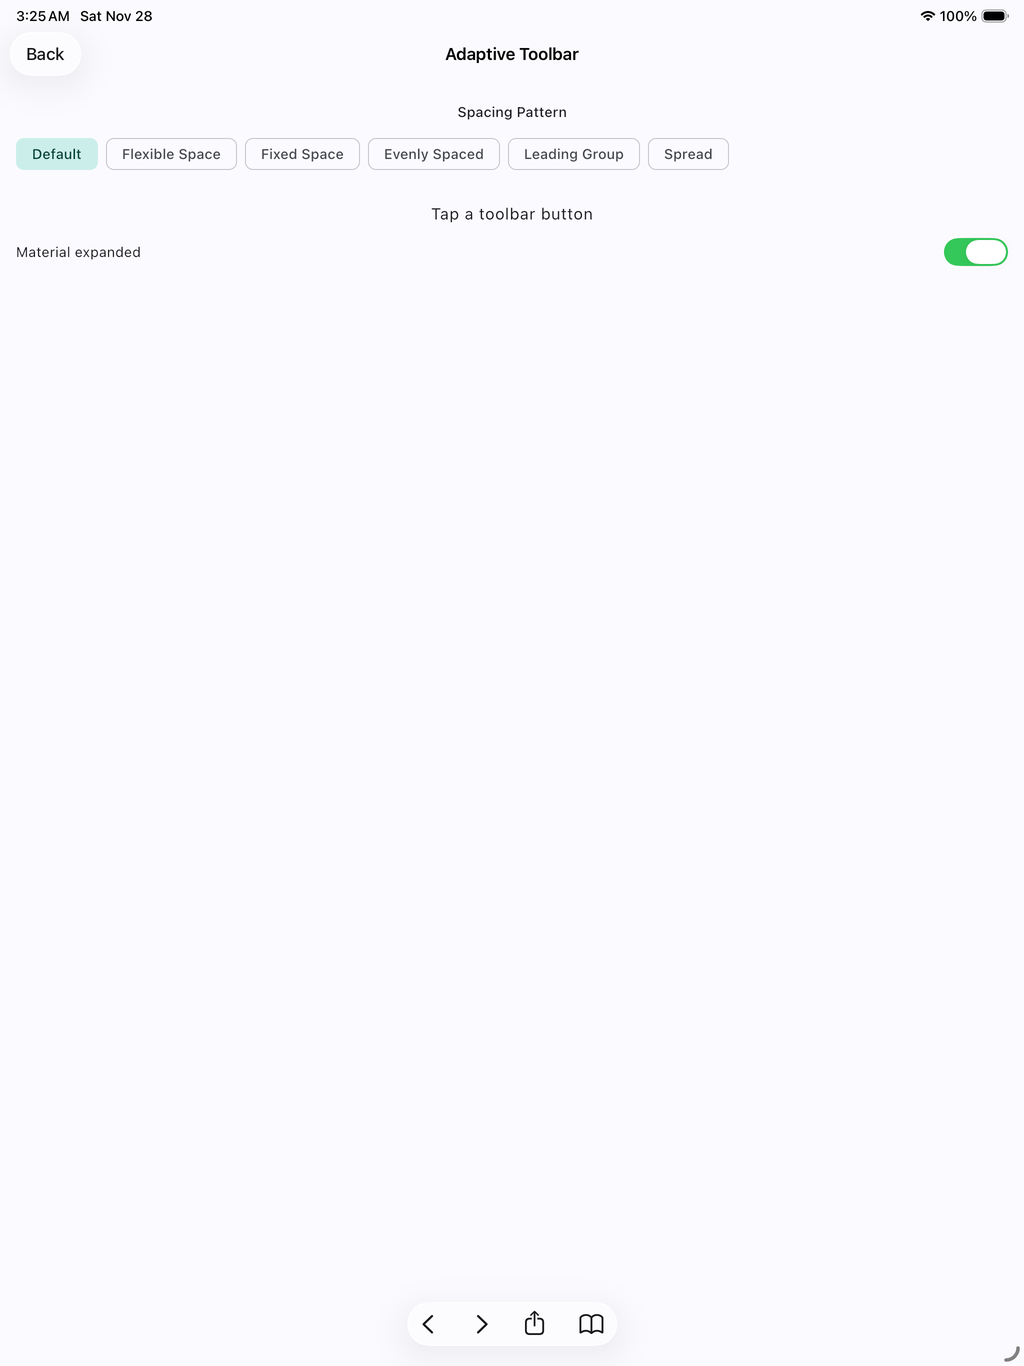 3:25 AM Sat Nov 28
100%
Back
Adaptive Toolbar
Spacing Pattern
Default
Flexible Space
Fixed Space
Evenly Spaced
Leading Group
Spread
Tap a toolbar button
Material expanded